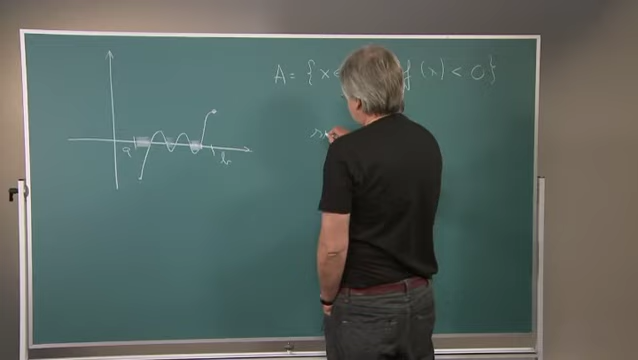 A = { x ∈ f(x) < 0 }
a
b